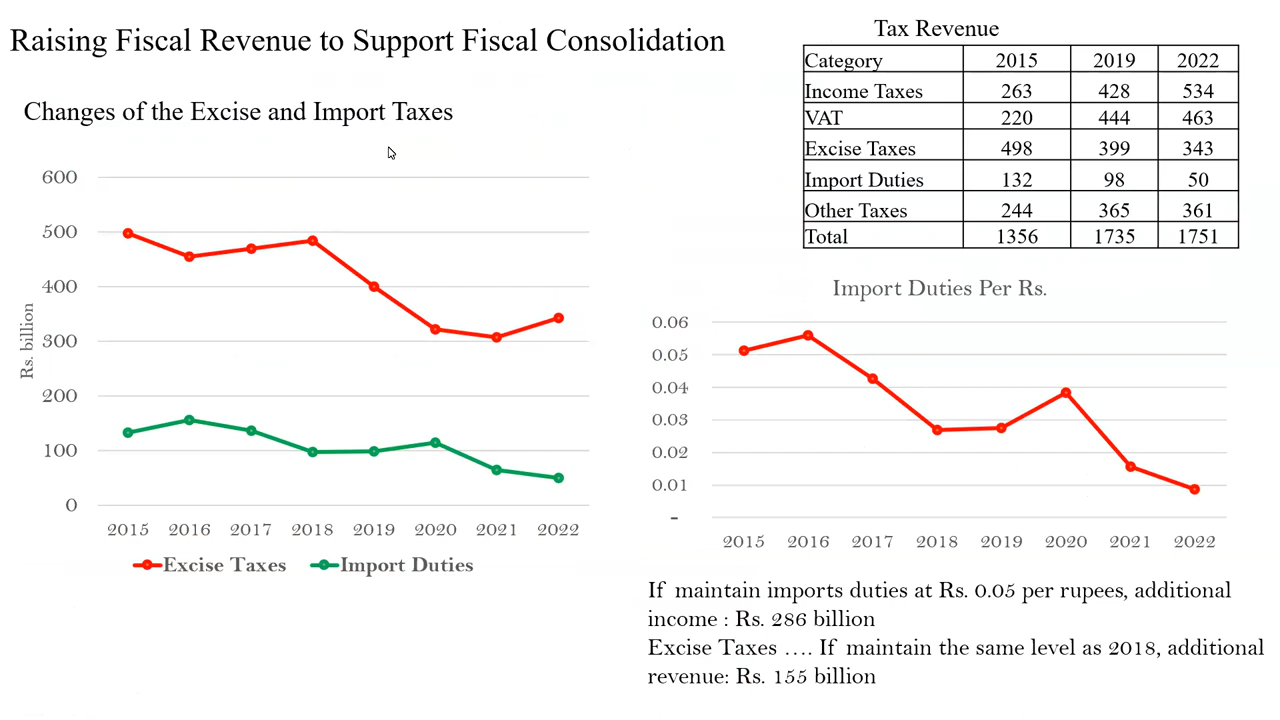 Raising Fiscal Revenue to Support Fiscal Consolidation
Changes of the Excise and Import Taxes
600
500
400
300
200
100
0
Rs. billion
2015 2016 2017 2018 2019 2020 2021 2022
Excise Taxes Import Duties
Tax Revenue
Category 2015 2019 2022
Income Taxes 263 428 534
VAT 220 444 463
Excise Taxes 498 399 343
Import Duties 132 98 50
Other Taxes 244 365 361
Total 1356 1735 1751
Import Duties Per Rs.
0.06
0.05
0.04
0.03
0.02
0.01
-
2015 2016 2017 2018 2019 2020 2021 2022
If maintain imports duties at Rs. 0.05 per rupees, additional
income : Rs. 286 billion
Excise Taxes …. If maintain the same level as 2018, additional
revenue: Rs. 155 billion